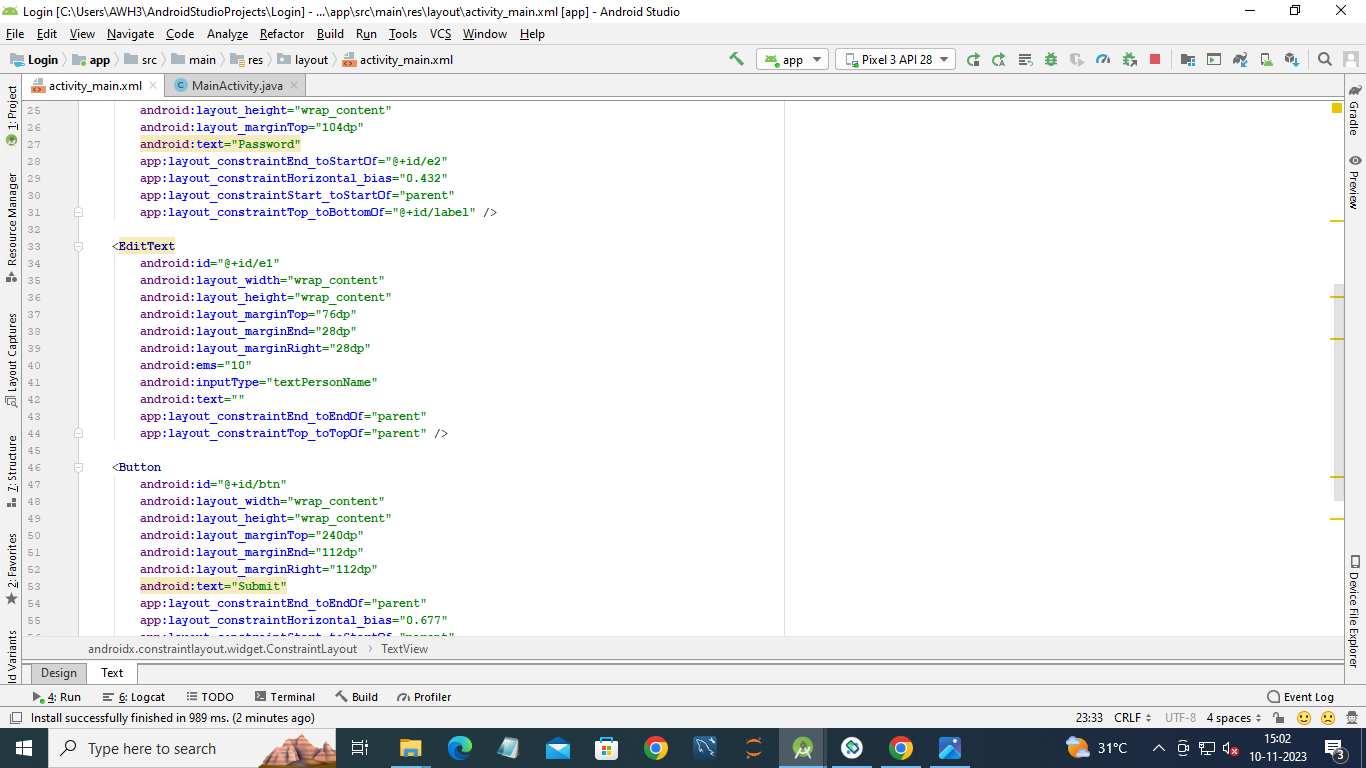 Login [C:\Users\AWH3\AndroidStudioProjects\Login] - ...\app\src\main\res\layout\activity_main.xml [app] - Android Studio
File Edit View Navigate Code Analyze Refactor Build Run Tools VCS Window Help
Login app src main res layout activity_main.xml app Pixel 3 API 28
activity_main.xml MainActivity.java
25 android:layout_height="wrap_content"
26 android:layout_marginTop="104dp"
27 android:text="Password"
28 app:layout_constraintEnd_toStartOf="@+id/e2"
29 app:layout_constraintHorizontal_bias="0.432"
30 app:layout_constraintStart_toStartOf="parent"
31 app:layout_constraintTop_toBottomOf="@+id/label" />
32
33 <EditText
34 android:id="@+id/e1"
35 android:layout_width="wrap_content"
36 android:layout_height="wrap_content"
37 android:layout_marginTop="76dp"
38 android:layout_marginEnd="28dp"
39 android:layout_marginRight="28dp"
40 android:ems="10"
41 android:inputType="textPersonName"
42 android:text=""
43 app:layout_constraintEnd_toEndOf="parent"
44 app:layout_constraintTop_toTopOf="parent" />
45
46 <Button
47 android:id="@+id/btn"
48 android:layout_width="wrap_content"
49 android:layout_height="wrap_content"
50 android:layout_marginTop="240dp"
51 android:layout_marginEnd="112dp"
52 android:layout_marginRight="112dp"
53 android:text="Submit"
54 app:layout_constraintEnd_toEndOf="parent"
55 app:layout_constraintHorizontal_bias="0.677"
56 app:layout_constraintStart_toStartOf="parent"
androidx.constraintlayout.widget.ConstraintLayout › TextView
Design Text
1: Project
Resource Manager
Layout Captures
7: Structure
2: Favorites
ld Variants
Gradle
Preview
Device File Explorer
4: Run 6: Logcat TODO Terminal Build Profiler Event Log
Install successfully finished in 989 ms. (2 minutes ago) 23:33 CRLF UTF-8 4 spaces
Type here to search 31°C 15:02
10-11-2023 3